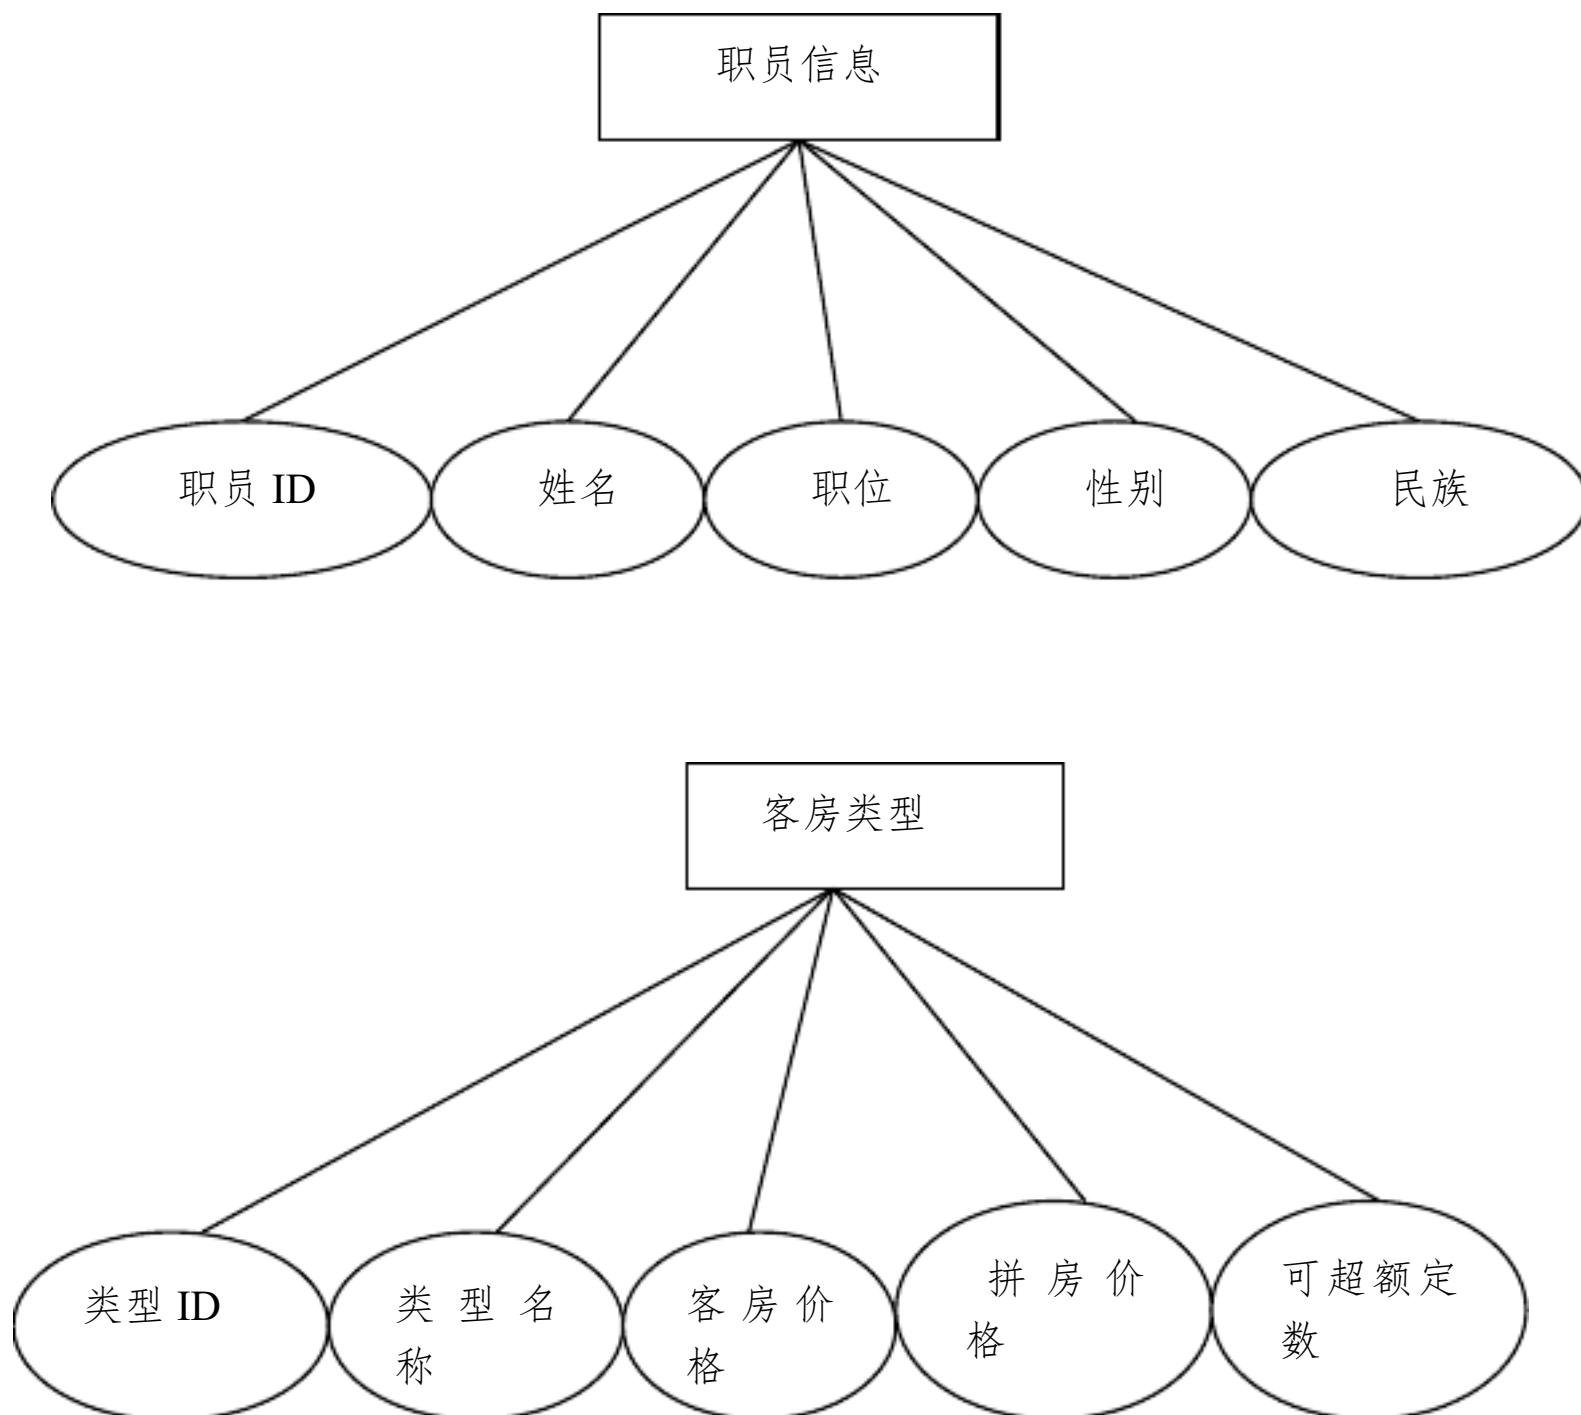 职员信息
职员 ID
姓名
职位
性别
民族
客房类型
类型 ID
类型名
称
客房价
格
拼房价
格
可超额定
数